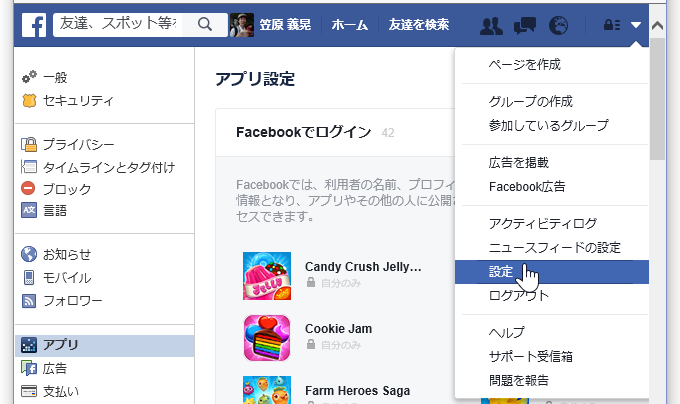 友達、スポット等を
笠原 義晃 ホーム 友達を検索
一般
セキュリティ
プライバシー
タイムラインとタグ付け
ブロック
言語
お知らせ
モバイル
フォロワー
アプリ
広告
支払い
アプリ設定
Facebookでログイン 42
Facebookでは、利用者の名前、プロフィ
情報となり、アプリやその他の人に公開さ
セスできます。
Candy Crush Jelly…
自分のみ
Cookie Jam
自分のみ
Farm Heroes Saga
自分のみ
ページを作成
グループの作成
参加しているグループ
広告を掲載
Facebook広告
アクティビティログ
ニュースフィードの設定
設定
ログアウト
ヘルプ
サポート受信箱
問題を報告